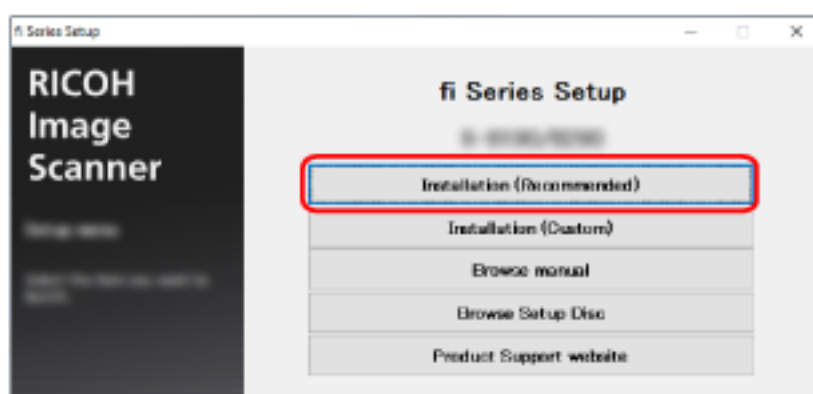 fi Series Setup
RICOH
Image
Scanner
fi Series Setup
Installation (Recommended)
Installation (Custom)
Browse manual
Browse Setup Disc
Product Support website